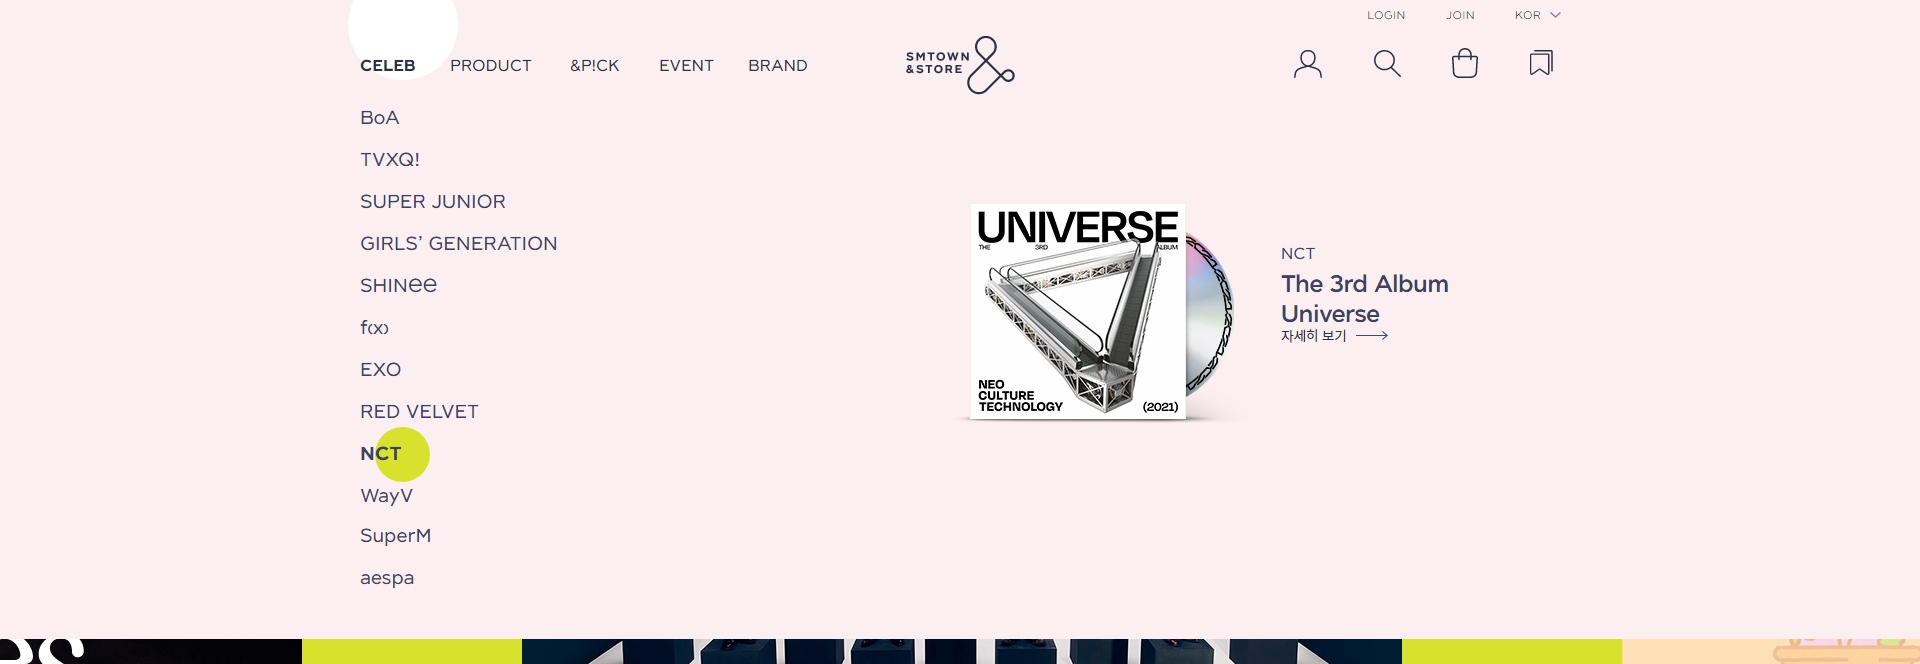 LOGIN JOIN KOR
CELEB PRODUCT &P!CK EVENT BRAND
SMTOWN
&STORE
BoA
TVXQ!
SUPER JUNIOR
GIRLS' GENERATION
SHINee
f(x)
EXO
RED VELVET
NCT
WayV
SuperM
aespa
UNIVERSE
THE 3RD ALBUM
NEO
CULTURE
TECHNOLOGY (2021)
NCT
The 3rd Album
Universe
자세히 보기